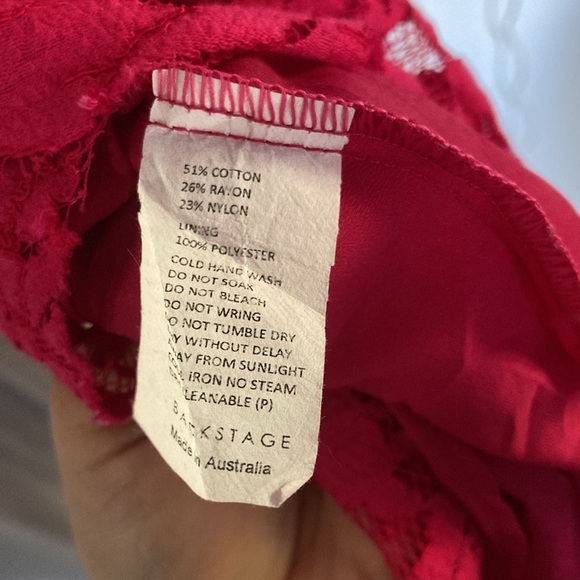 51% COTTON
26% RAYON
23% NYLON
LINING
100% POLYESTER
COLD HAND WASH
DO NOT SOAK
DO NOT BLEACH
DO NOT WRING
DO NOT TUMBLE DRY
WITHOUT DELAY
FROM SUNLIGHT
IRON NO STEAM
(P)
BACKSTAGE
Made in Australia